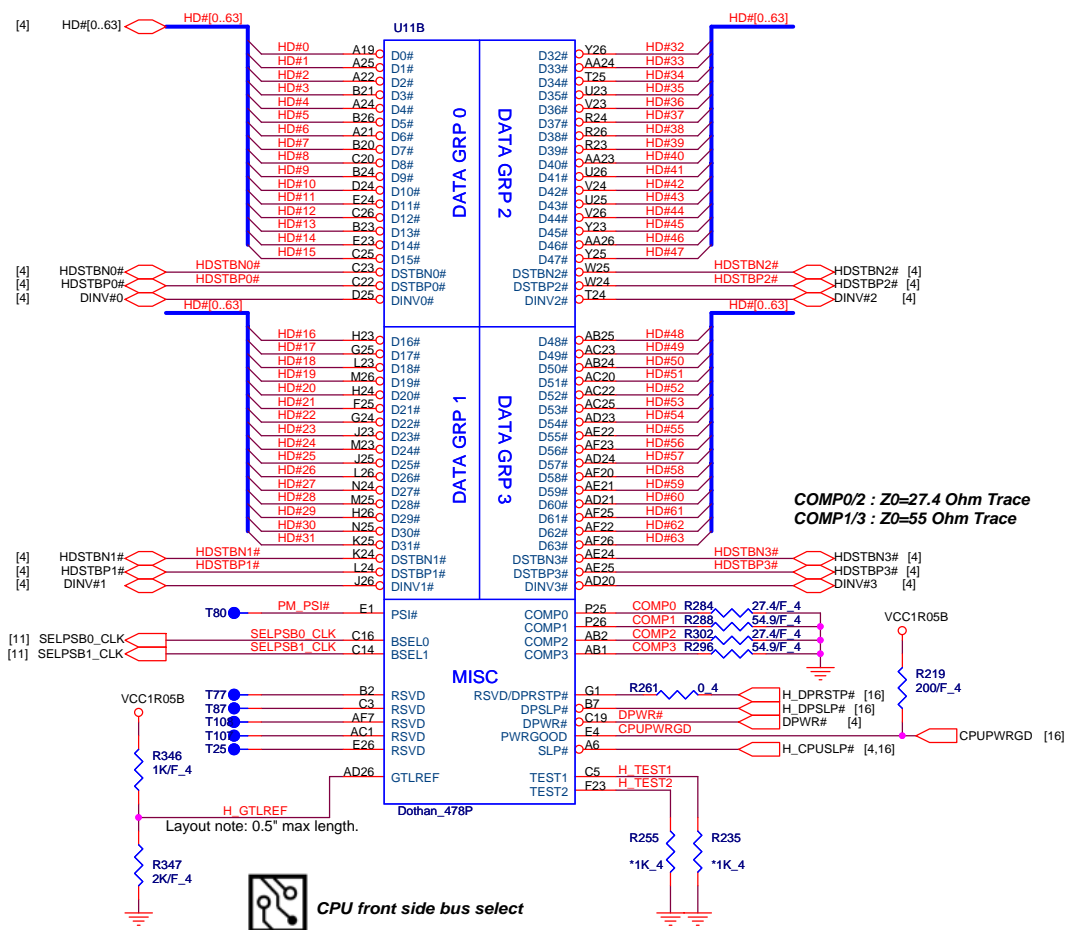 [4] HD#[0..63] HD#[0..63] U11B HD#[0..63]
HD#0 A19 D0# D32# Y26 HD#32
HD#1 A25 D1# D33# AA24 HD#33
HD#2 A22 D2# D34# T25 HD#34
HD#3 B21 D3# D35# U23 HD#35
HD#4 A24 D4# D36# V23 HD#36
HD#5 B26 D5# D37# R24 HD#37
HD#6 A21 D6# D38# R26 HD#38
HD#7 B20 D7# D39# R23 HD#39
HD#8 C20 D8# D40# AA23 HD#40
HD#9 B24 D9# D41# U26 HD#41
HD#10 D24 D10# D42# V24 HD#42
HD#11 E24 D11# D43# U25 HD#43
HD#12 C26 D12# D44# V26 HD#44
HD#13 B23 D13# D45# Y23 HD#45
HD#14 E23 D14# D46# AA26 HD#46
HD#15 C25 D15# D47# Y25 HD#47
DATA GRP 0 DATA GRP 2
[4] HDSTBN0# HDSTBN0# C23 DSTBN0# DSTBN2# W25 HDSTBN2# HDSTBN2# [4]
[4] HDSTBP0# HDSTBP0# C22 DSTBP0# DSTBP2# W24 HDSTBP2# HDSTBP2# [4]
[4] DINV#0 D25 DINV0# DINV2# T24 DINV#2 [4]
HD#[0..63] HD#[0..63]
HD#16 H23 D16# D48# AB25 HD#48
HD#17 G25 D17# D49# AC23 HD#49
HD#18 L23 D18# D50# AB24 HD#50
HD#19 M26 D19# D51# AC20 HD#51
HD#20 H24 D20# D52# AC22 HD#52
HD#21 F25 D21# D53# AC25 HD#53
HD#22 G24 D22# D54# AD23 HD#54
HD#23 J23 D23# D55# AE22 HD#55
HD#24 M23 D24# D56# AF23 HD#56
HD#25 J25 D25# D57# AD24 HD#57
HD#26 L26 D26# D58# AF20 HD#58
HD#27 N24 D27# D59# AE21 HD#59
HD#28 M25 D28# D60# AD21 HD#60
HD#29 H26 D29# D61# AF25 HD#61
HD#30 N25 D30# D62# AF22 HD#62
HD#31 K25 D31# D63# AF26 HD#63
DATA GRP 1 DATA GRP 3
COMP0/2 : Z0=27.4 Ohm Trace
COMP1/3 : Z0=55 Ohm Trace
[4] HDSTBN1# HDSTBN1# K24 DSTBN1# DSTBN3# AE24 HDSTBN3# HDSTBN3# [4]
[4] HDSTBP1# HDSTBP1# L24 DSTBP1# DSTBP3# AE25 HDSTBP3# HDSTBP3# [4]
[4] DINV#1 J26 DINV1# DINV3# AD20 DINV#3 [4]
T80 PM_PSI# E1 PSI# COMP0 P25 COMP0 R284 27.4/F_4
COMP1 P26 COMP1 R288 54.9/F_4
[11] SELPSB0_CLK SELPSB0_CLK C16 BSEL0 COMP2 AB2 COMP2 R302 27.4/F_4
[11] SELPSB1_CLK SELPSB1_CLK C14 BSEL1 COMP3 AB1 COMP3 R296 54.9/F_4
VCC1R05B
R219
200/F_4
MISC
T77 B2 RSVD RSVD/DPRSTP# G1 R261 0_4 H_DPRSTP# [16]
T87 C3 RSVD DPSLP# B7 H_DPSLP# [16]
T108 AF7 RSVD DPWR# C19 DPWR# DPWR# [4]
T107 AC1 RSVD PWRGOOD E4 CPUPWRGD CPUPWRGD [16]
T25 E26 RSVD SLP# A6 H_CPUSLP# [4,16]
VCC1R05B
R346
1K/F_4
AD26 GTLREF TEST1 C5 H_TEST1
TEST2 F23 H_TEST2
H_GTLREF
Dothan_478P
Layout note: 0.5" max length.
R347
2K/F_4
R255
*1K_4
R235
*1K_4
CPU front side bus select